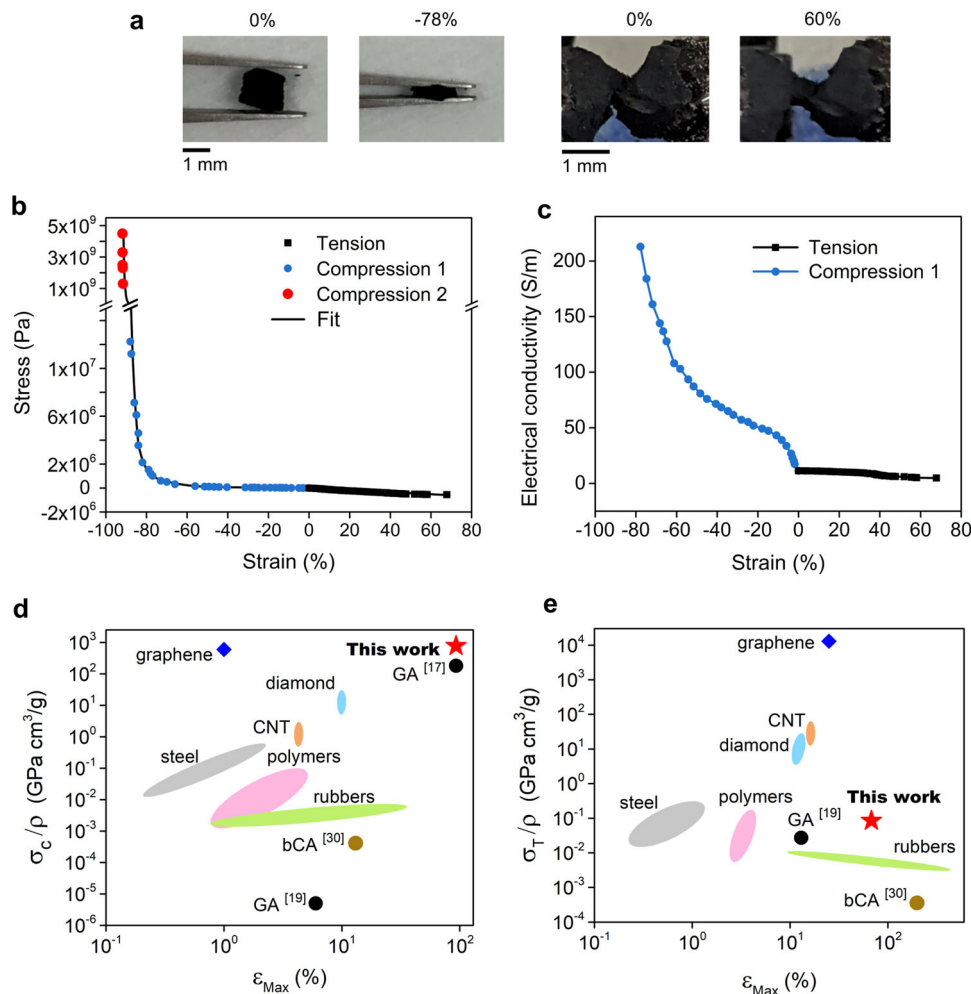 a
0%
-78%
0%
60%
1 mm
1 mm
b
5x10⁹
3x10⁹
1x10⁹
1x10⁷
6x10⁶
2x10⁶
0
-2x10⁶
Stress (Pa)
Tension
Compression 1
Compression 2
Fit
-100 -80 -60 -40 -20 0 20 40 60 80
Strain (%)
c
200
150
100
50
0
Electrical conductivity (S/m)
Tension
Compression 1
-100 -80 -60 -40 -20 0 20 40 60 80
Strain (%)
d
10³
10²
10¹
10⁰
10⁻¹
10⁻²
10⁻³
10⁻⁴
10⁻⁵
10⁻⁶
σC/ρ (GPa cm³/g)
graphene
This work
GA [17]
diamond
CNT
steel
polymers
rubbers
bCA [30]
GA [19]
10⁻¹ 10⁰ 10¹ 10²
εMax (%)
e
10⁴
10³
10²
10¹
10⁰
10⁻¹
10⁻²
10⁻³
10⁻⁴
σT/ρ (GPa cm³/g)
graphene
CNT
diamond
steel
polymers
This work
GA [19]
rubbers
bCA [30]
10⁻¹ 10⁰ 10¹ 10²
εMax (%)